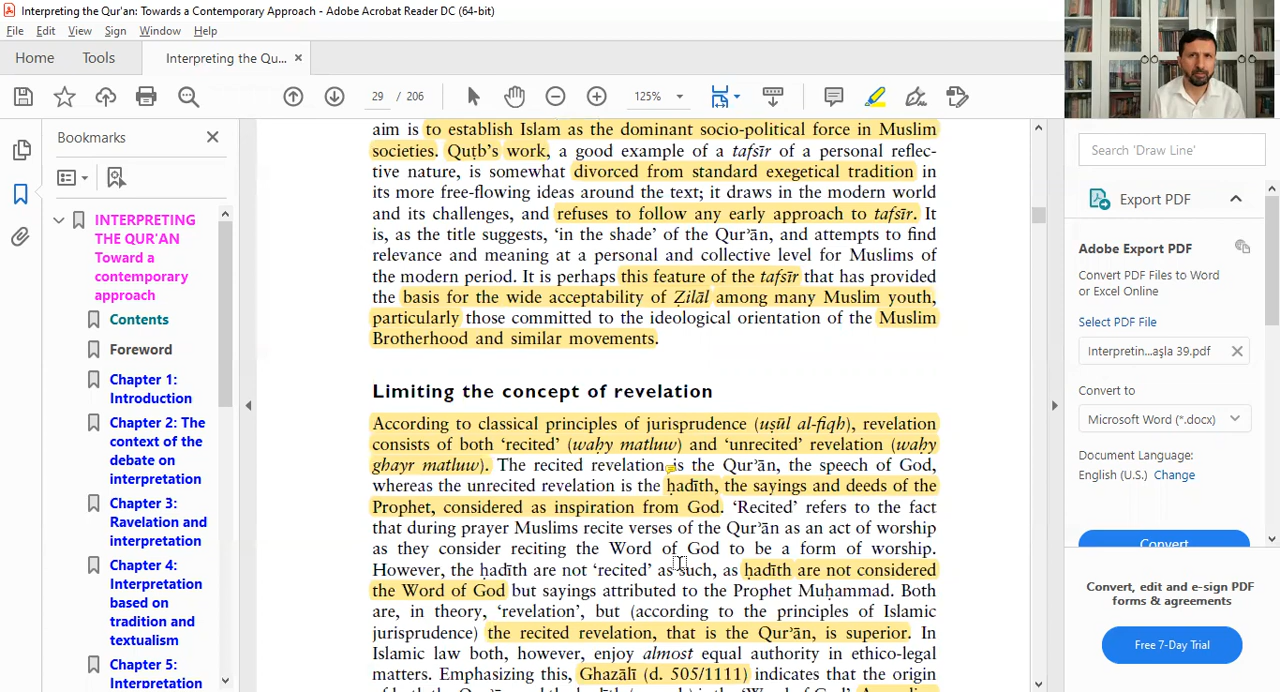 Interpreting the Qur'an: Towards a Contemporary Approach - Adobe Acrobat Reader DC (64-bit)
File Edit View Sign Window Help
Home Tools Interpreting the Qu... ×
29 / 206 125%
Bookmarks
INTERPRETING
THE QUR'AN
Toward a
contemporary
approach
Contents
Foreword
Chapter 1:
Introduction
Chapter 2: The
context of the
debate on
interpretation
Chapter 3:
Ravelation and
interpretation
Chapter 4:
Interpretation
based on
tradition and
textualism
Chapter 5:
Interpretation
aim is to establish Islam as the dominant socio-political force in Muslim
societies. Quṭb's work, a good example of a tafsīr of a personal reflec-
tive nature, is somewhat divorced from standard exegetical tradition in
its more free-flowing ideas around the text; it draws in the modern world
and its challenges, and refuses to follow any early approach to tafsīr. It
is, as the title suggests, 'in the shade' of the Qurʾān, and attempts to find
relevance and meaning at a personal and collective level for Muslims of
the modern period. It is perhaps this feature of the tafsīr that has provided
the basis for the wide acceptability of Ẓilāl among many Muslim youth,
particularly those committed to the ideological orientation of the Muslim
Brotherhood and similar movements.
Limiting the concept of revelation
According to classical principles of jurisprudence (uṣūl al-fiqh), revelation
consists of both 'recited' (waḥy matluw) and 'unrecited' revelation (waḥy
ghayr matluw). The recited revelation is the Qurʾān, the speech of God,
whereas the unrecited revelation is the ḥadīth, the sayings and deeds of the
Prophet, considered as inspiration from God. 'Recited' refers to the fact
that during prayer Muslims recite verses of the Qurʾān as an act of worship
as they consider reciting the Word of God to be a form of worship.
However, the ḥadīth are not 'recited' as such, as ḥadīth are not considered
the Word of God but sayings attributed to the Prophet Muḥammad. Both
are, in theory, 'revelation', but (according to the principles of Islamic
jurisprudence) the recited revelation, that is the Qurʾān, is superior. In
Islamic law both, however, enjoy almost equal authority in ethico-legal
matters. Emphasizing this, Ghazālī (d. 505/1111) indicates that the origin
Search 'Draw Line'
Export PDF
Adobe Export PDF
Convert PDF Files to Word
or Excel Online
Select PDF File
Interpretin...aşla 39.pdf
Convert to
Microsoft Word (*.docx)
Document Language:
English (U.S.) Change
Convert
Convert, edit and e-sign PDF
forms & agreements
Free 7-Day Trial